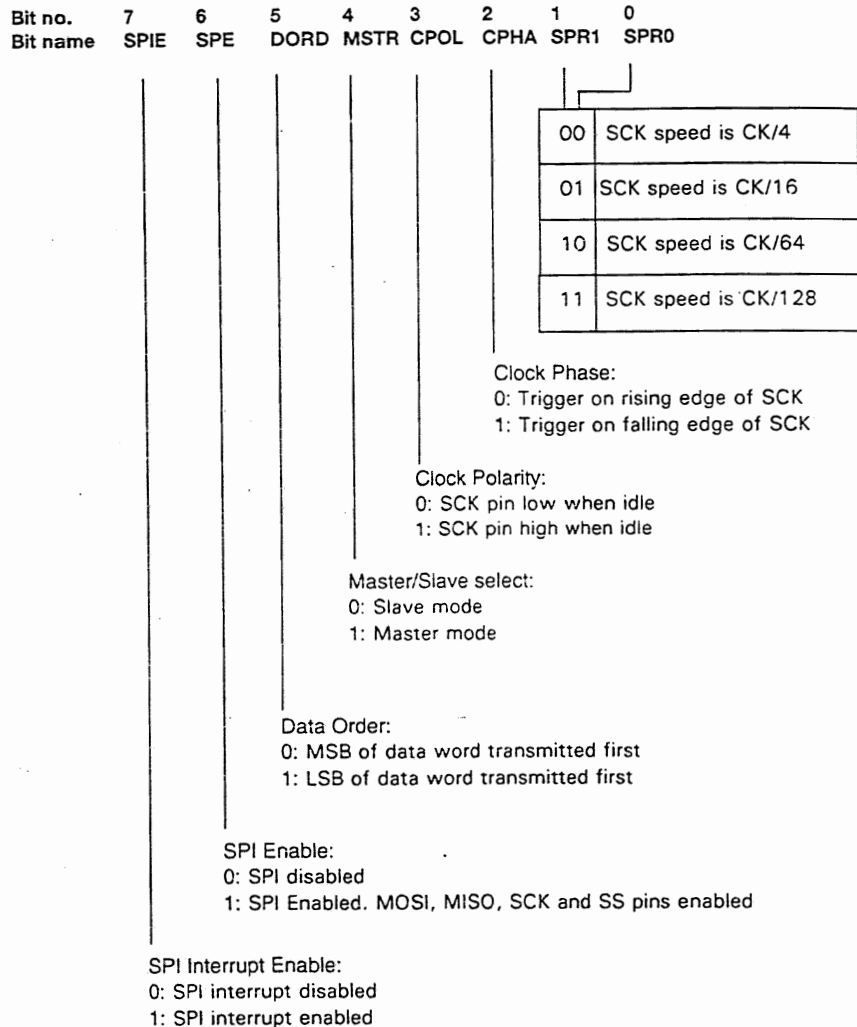 Bit no. 7 6 5 4 3 2 1 0
Bit name SPIE SPE DORD MSTR CPOL CPHA SPR1 SPR0
00 SCK speed is CK/4
01 SCK speed is CK/16
10 SCK speed is CK/64
11 SCK speed is CK/128
Clock Phase:
0: Trigger on rising edge of SCK
1: Trigger on falling edge of SCK
Clock Polarity:
0: SCK pin low when idle
1: SCK pin high when idle
Master/Slave select:
0: Slave mode
1: Master mode
Data Order:
0: MSB of data word transmitted first
1: LSB of data word transmitted first
SPI Enable:
0: SPI disabled
1: SPI Enabled. MOSI, MISO, SCK and SS pins enabled
SPI Interrupt Enable:
0: SPI interrupt disabled
1: SPI interrupt enabled